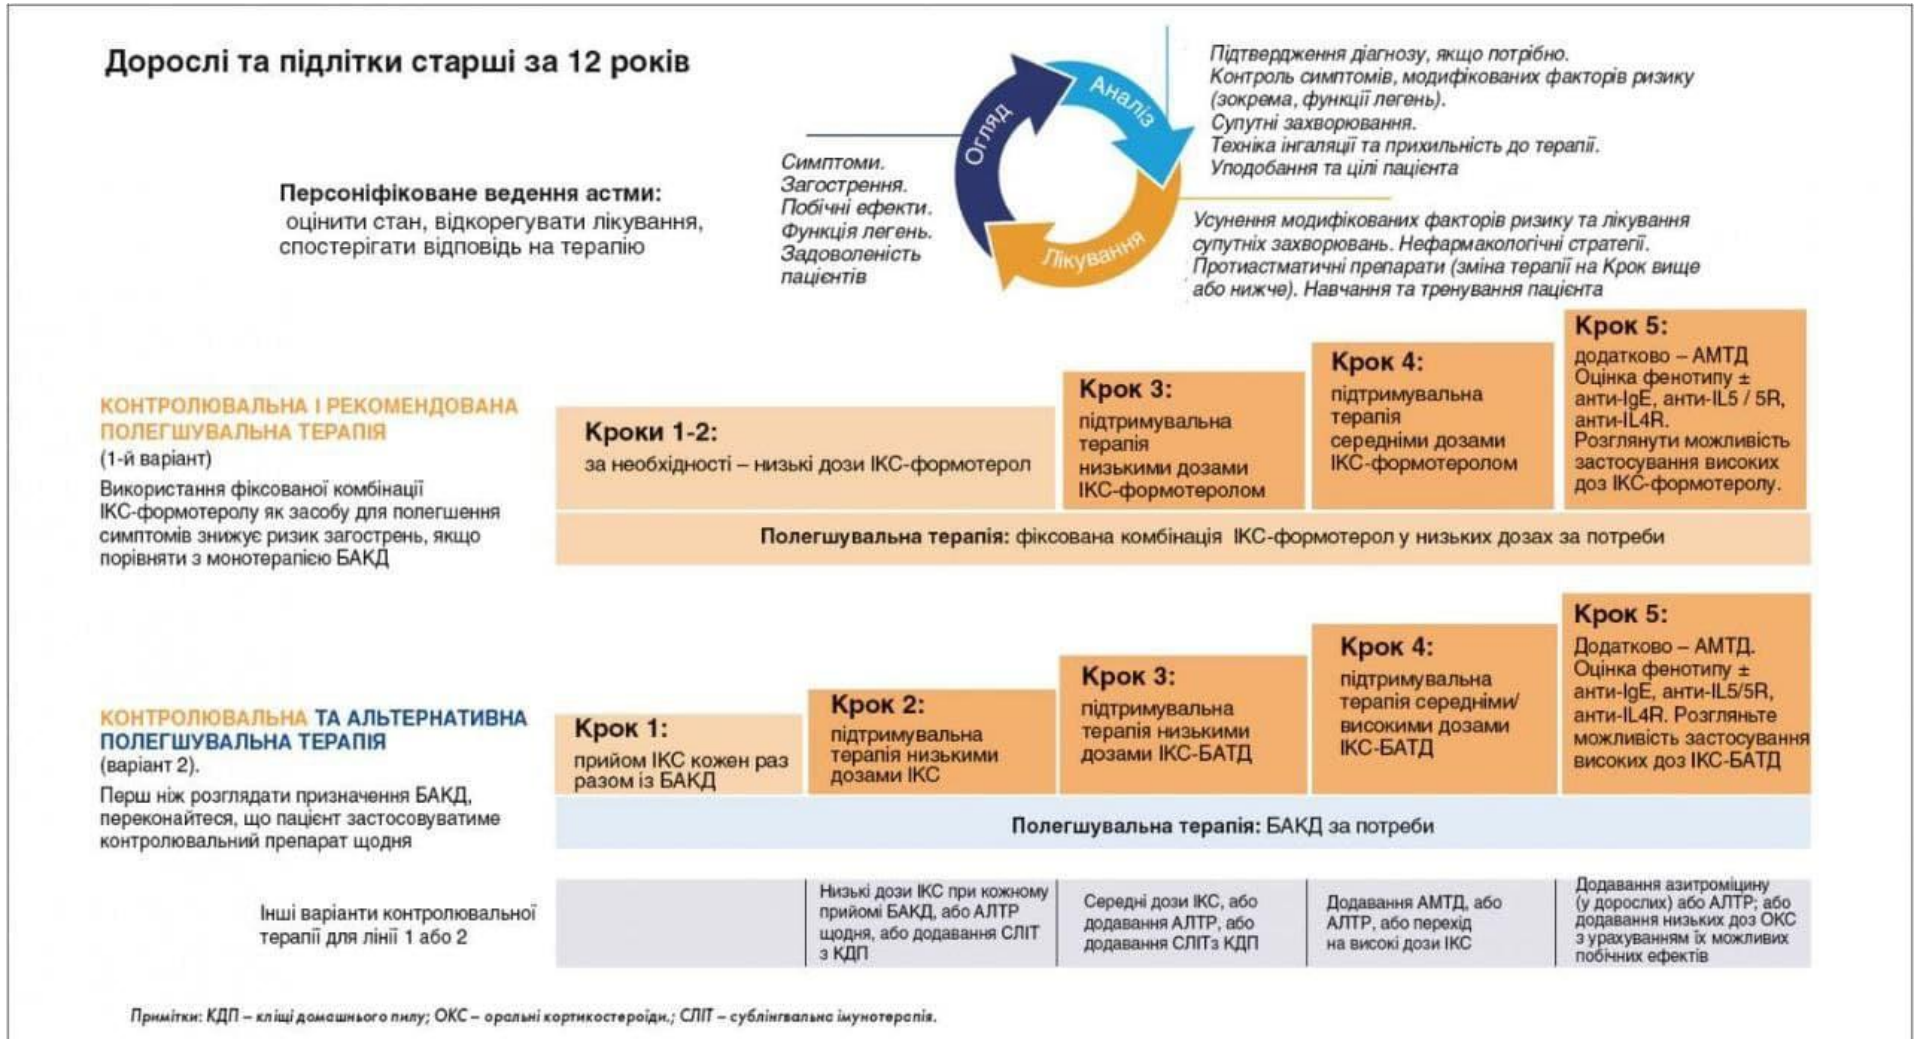 Дорослі та підлітки старші за 12 років
Персоніфіковане ведення астми:
оцінити стан, відкорегувати лікування,
спостерігати відповідь на терапію
Симптоми.
Загострення.
Побічні ефекти.
Функція легень.
Задоволеність
пацієнтів
Огляд
Аналіз
Лікування
Підтвердження діагнозу, якщо потрібно.
Контроль симптомів, модифікованих факторів ризику
(зокрема, функції легень).
Супутні захворювання.
Техніка інгаляції та прихильність до терапії.
Уподобання та цілі пацієнта
Усунення модифікованих факторів ризику та лікування
супутніх захворювань. Нефармакологічні стратегії.
Протиастматичні препарати (зміна терапії на Крок вище
або нижче). Навчання та тренування пацієнта
КОНТРОЛЮВАЛЬНА І РЕКОМЕНДОВАНА
ПОЛЕГШУВАЛЬНА ТЕРАПІЯ
(1-й варіант)
Використання фіксованої комбінації
ІКС-формотеролу як засобу для полегшення
симптомів знижує ризик загострень, якщо
порівняти з монотерапією БАКД
Кроки 1-2:
за необхідності – низькі дози ІКС-формотерол
Крок 3:
підтримувальна
терапія
низькими дозами
ІКС-формотеролом
Крок 4:
підтримувальна
терапія
середніми дозами
ІКС-формотеролом
Крок 5:
додатково – АМТД
Оцінка фенотипу ±
анти-IgE, анти-IL5 / 5R,
анти-IL4R.
Розглянути можливість
застосування високих
доз ІКС-формотеролу.
Полегшувальна терапія: фіксована комбінація ІКС-формотерол у низьких дозах за потреби
КОНТРОЛЮВАЛЬНА ТА АЛЬТЕРНАТИВНА
ПОЛЕГШУВАЛЬНА ТЕРАПІЯ
(варіант 2).
Перш ніж розглядати призначення БАКД,
переконайтеся, що пацієнт застосовуватиме
контролювальний препарат щодня
Крок 1:
прийом ІКС кожен раз
разом із БАКД
Крок 2:
підтримувальна
терапія низькими
дозами ІКС
Крок 3:
підтримувальна
терапія низькими
дозами ІКС-БАТД
Крок 4:
підтримувальна
терапія середніми/
високими дозами
ІКС-БАТД
Крок 5:
Додатково – АМТД.
Оцінка фенотипу ±
анти-IgE, анти-IL5/5R,
анти-IL4R. Розгляньте
можливість застосування
високих доз ІКС-БАТД
Полегшувальна терапія: БАКД за потреби
Інші варіанти контролювальної
терапії для лінії 1 або 2
Низькі дози ІКС при кожному
прийомі БАКД, або АЛТР
щодня, або додавання СЛІТ
з КДП
Середні дози ІКС, або
додавання АЛТР, або
додавання СЛІТз КДП
Додавання АМТД, або
АЛТР, або перехід
на високі дози ІКС
Додавання азитроміцину
(у дорослих) або АЛТР; або
додавання низьких доз ОКС
з урахуванням їх можливих
побічних ефектів
Примітки: КДП – кліщі домашнього пилу; ОКС – оральні кортикостероїди.; СЛІТ – сублінгвальна імунотерапія.